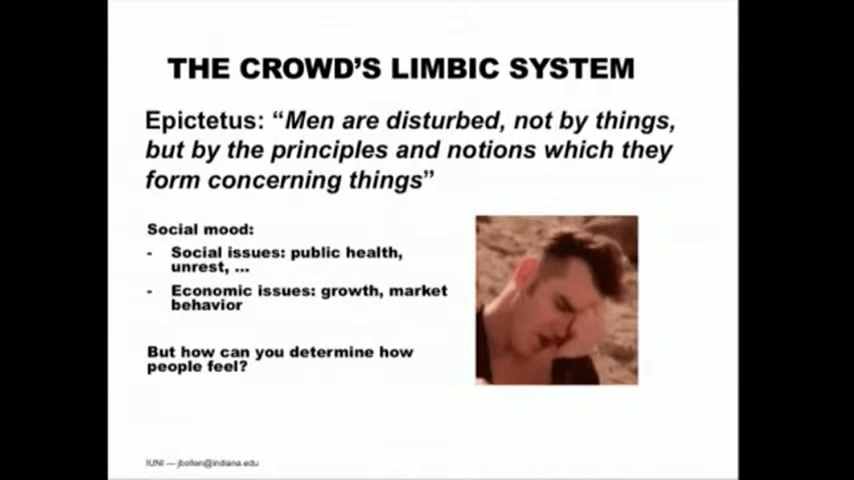 THE CROWD'S LIMBIC SYSTEM
Epictetus: “Men are disturbed, not by things,
but by the principles and notions which they
form concerning things”
Social mood:
- Social issues: public health,
unrest, ...
- Economic issues: growth, market
behavior
But how can you determine how
people feel?
IUNI — jbollen@indiana.edu